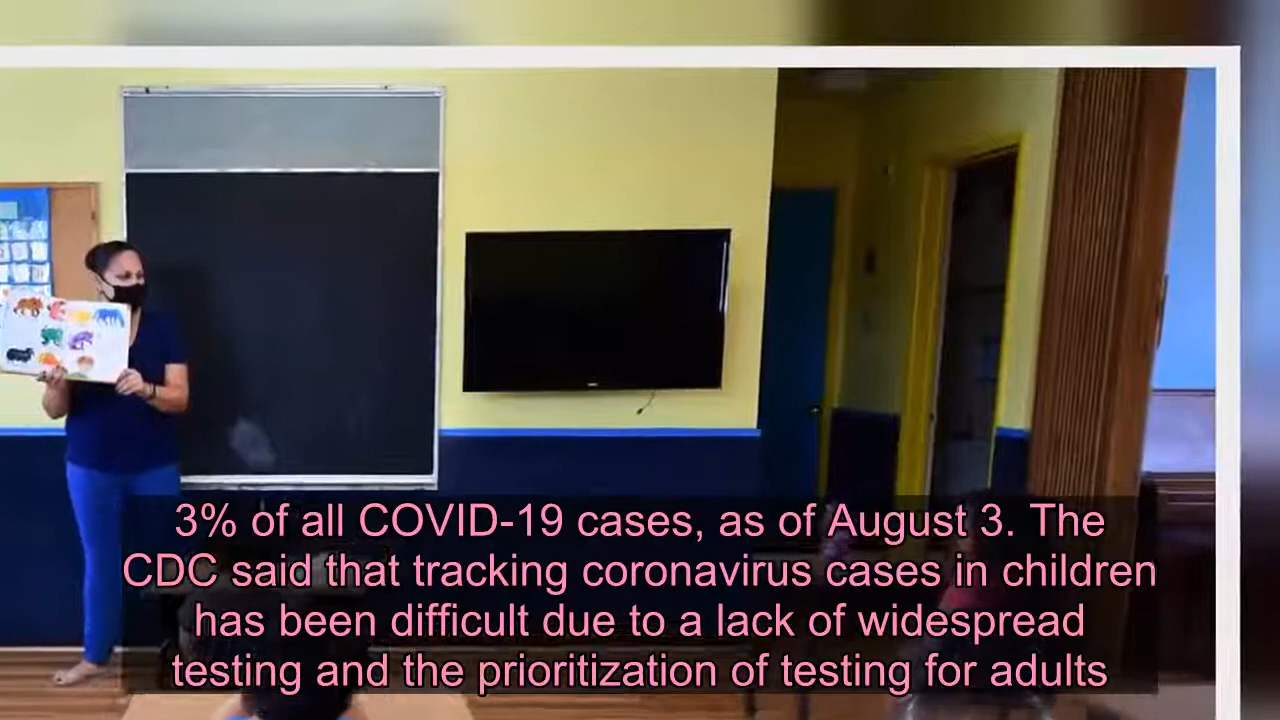 3% of all COVID-19 cases, as of August 3. The
CDC said that tracking coronavirus cases in children
has been difficult due to a lack of widespread
testing and the prioritization of testing for adults